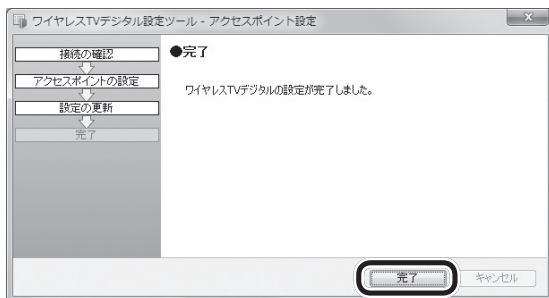 ワイヤレスTVデジタル設定ツール - アクセスポイント設定
接続の確認
アクセスポイントの設定
設定の更新
完了
●完了
ワイヤレスTVデジタルの設定が完了しました。
完了
キャンセル